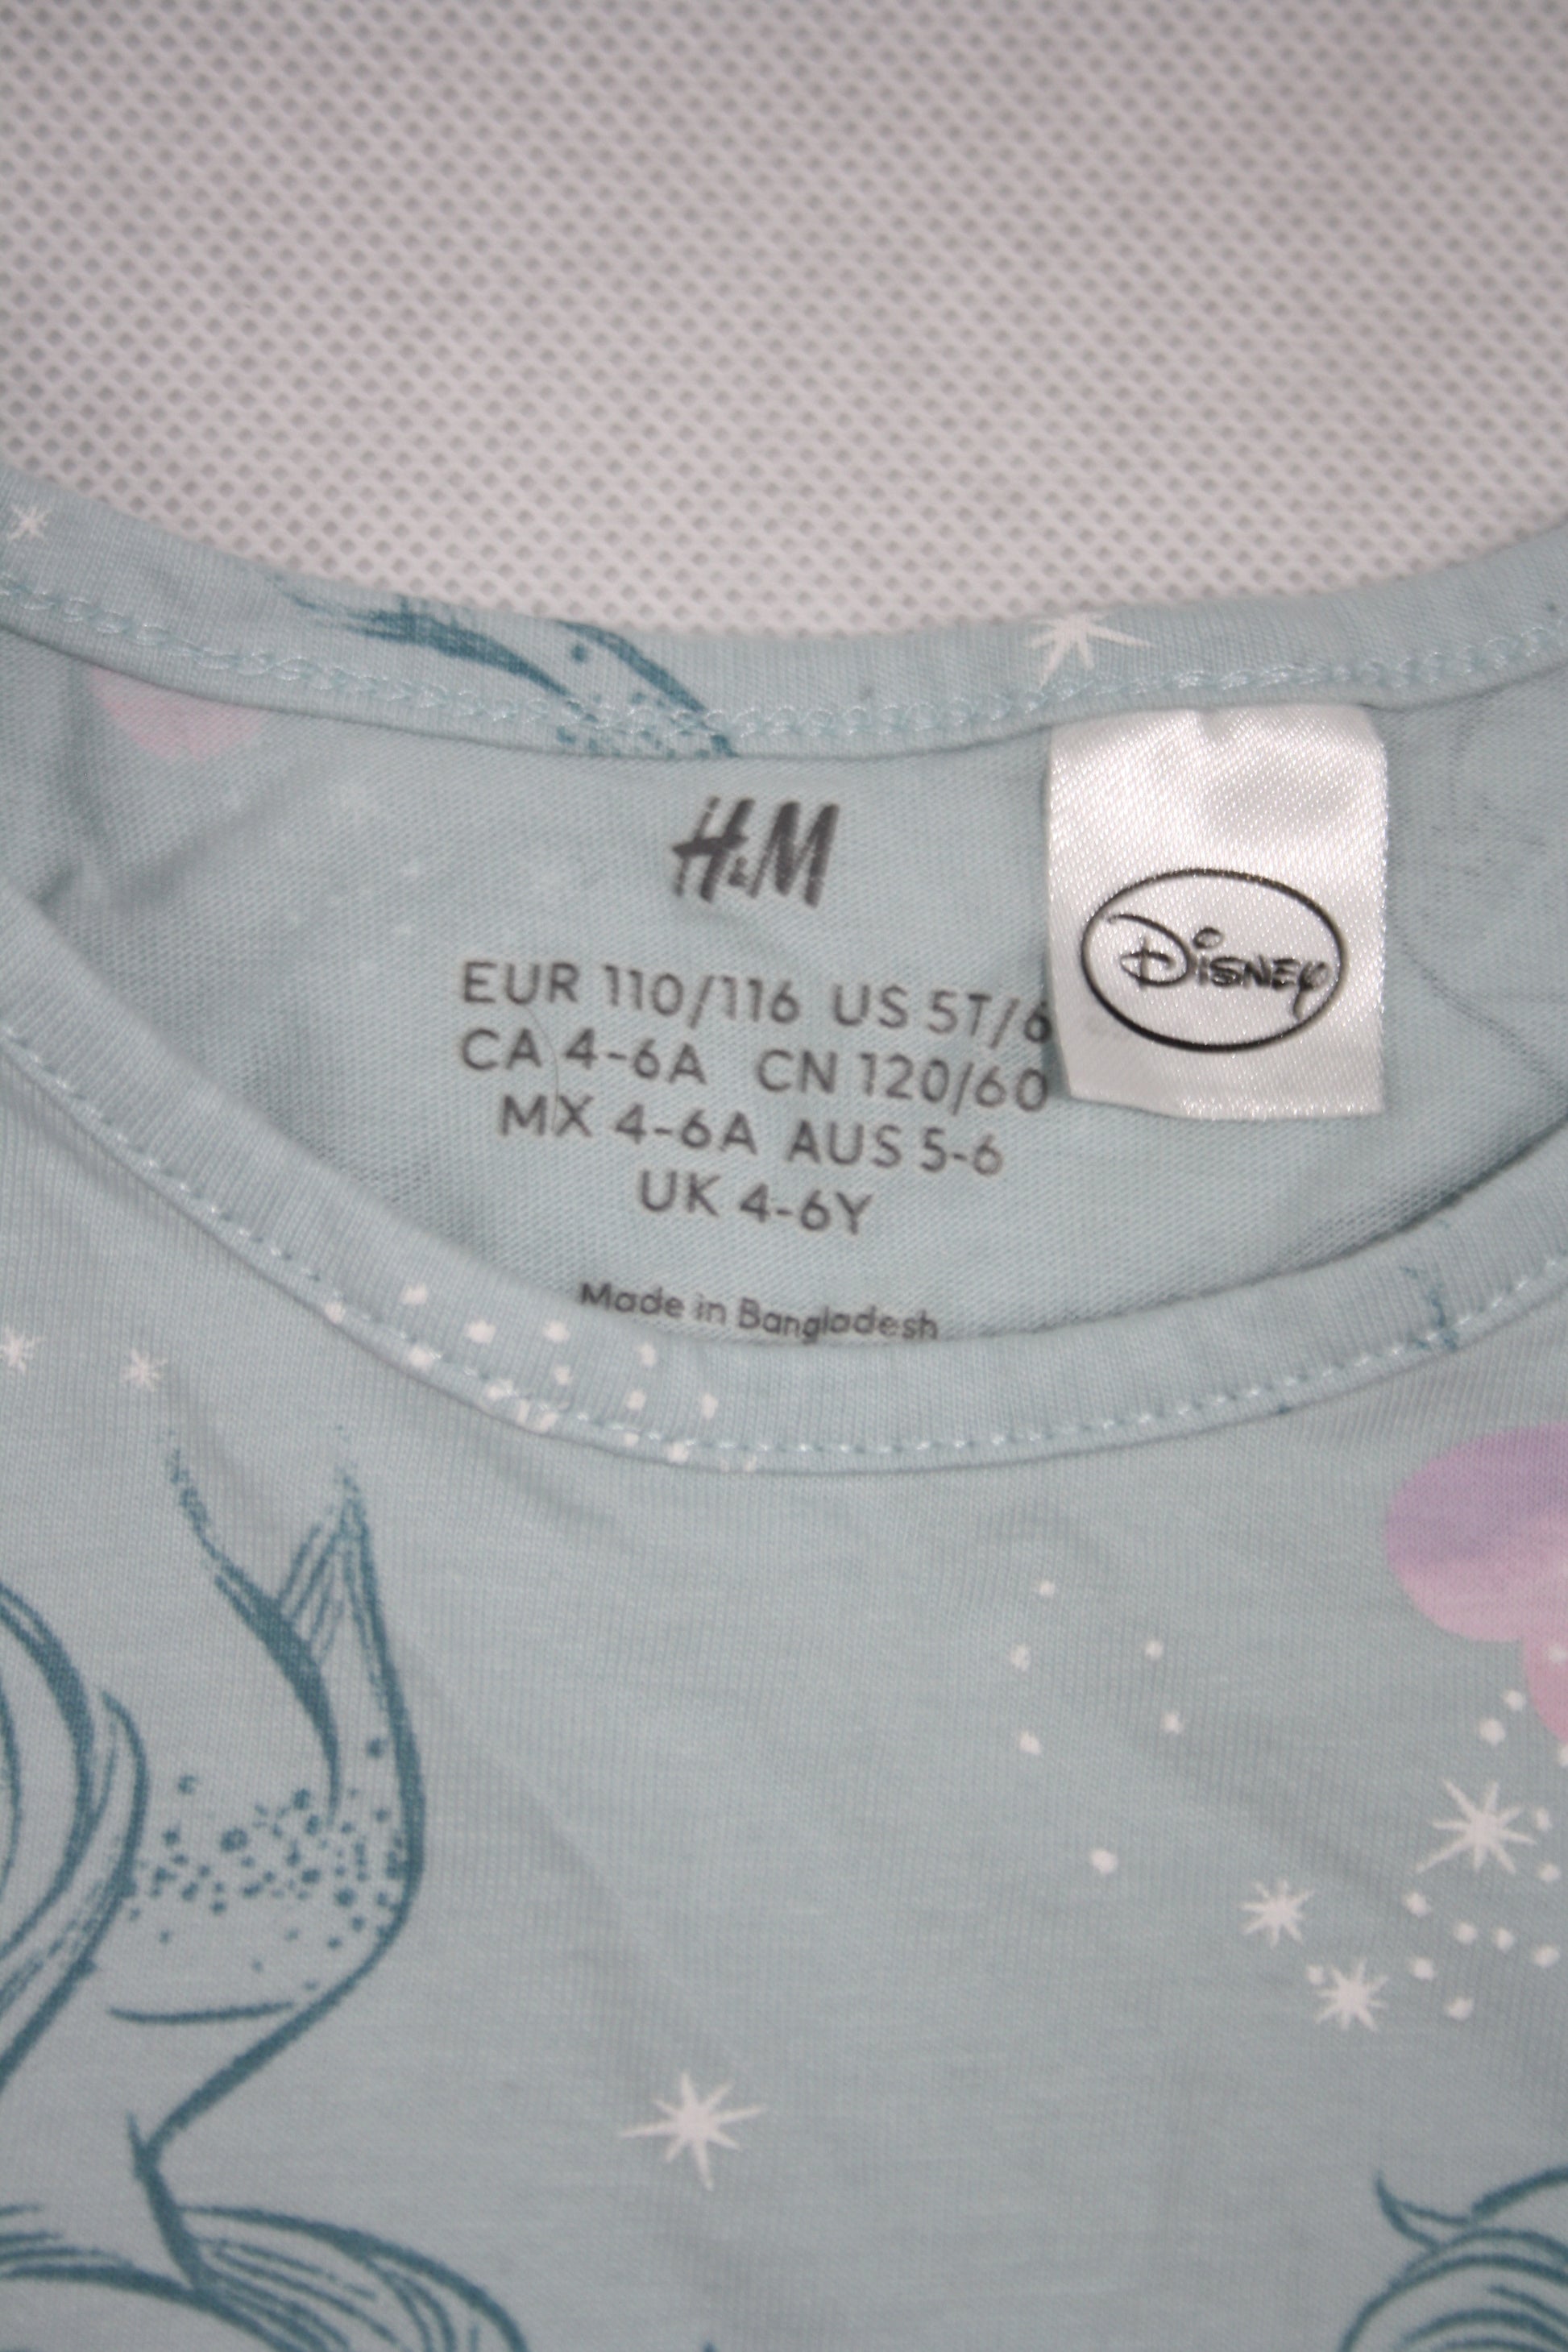 H&M
EUR 110/116 US 5T/6
CA 4-6A CN 120/60
MX 4-6A AUS 5-6
UK 4-6Y
Made in Bangladesh
Disney